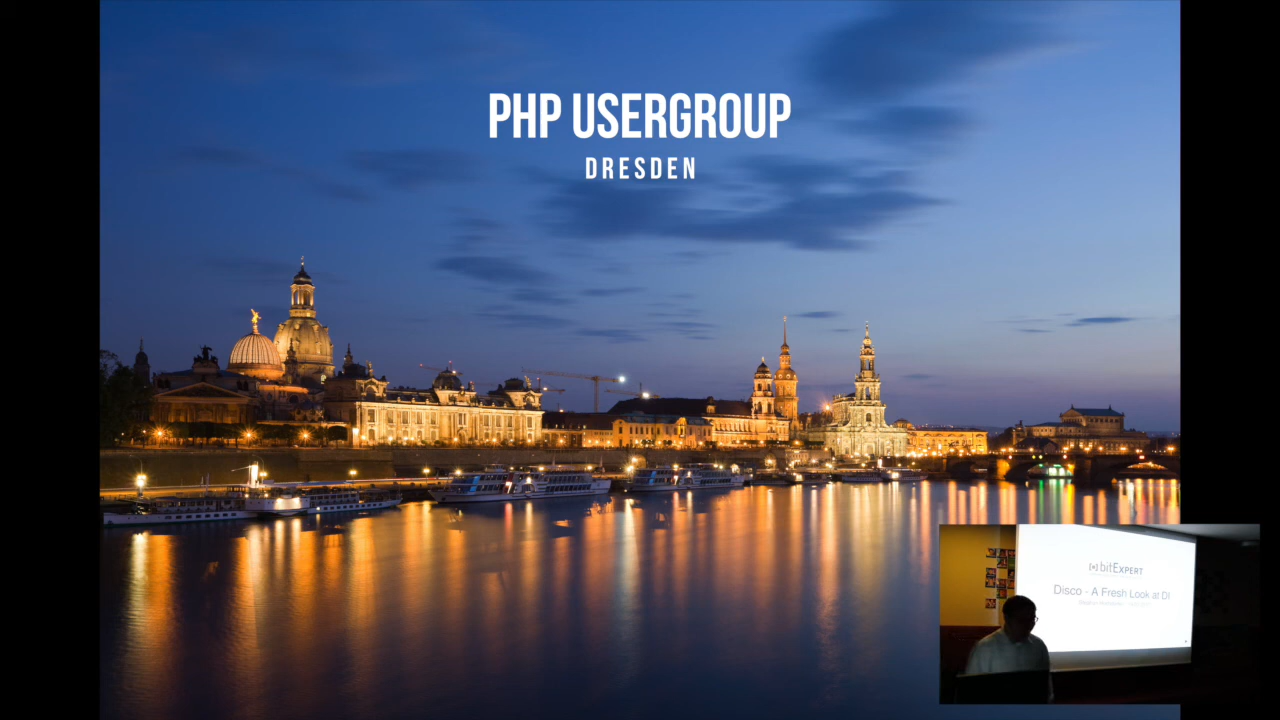 PHP USERGROUP
DRESDEN
bitEXPERT
Disco - A Fresh Look at DI